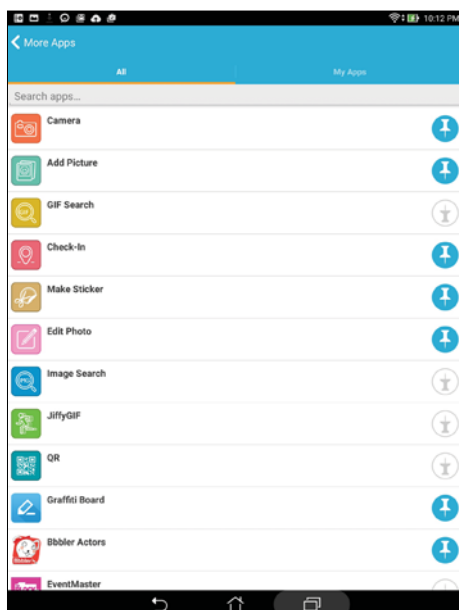 10:12 PM
More Apps
All
My Apps
Search apps...
Camera
Add Picture
GIF Search
Check-In
Make Sticker
Edit Photo
Image Search
JiffyGIF
QR
Graffiti Board
Bbbler Actors
EventMaster